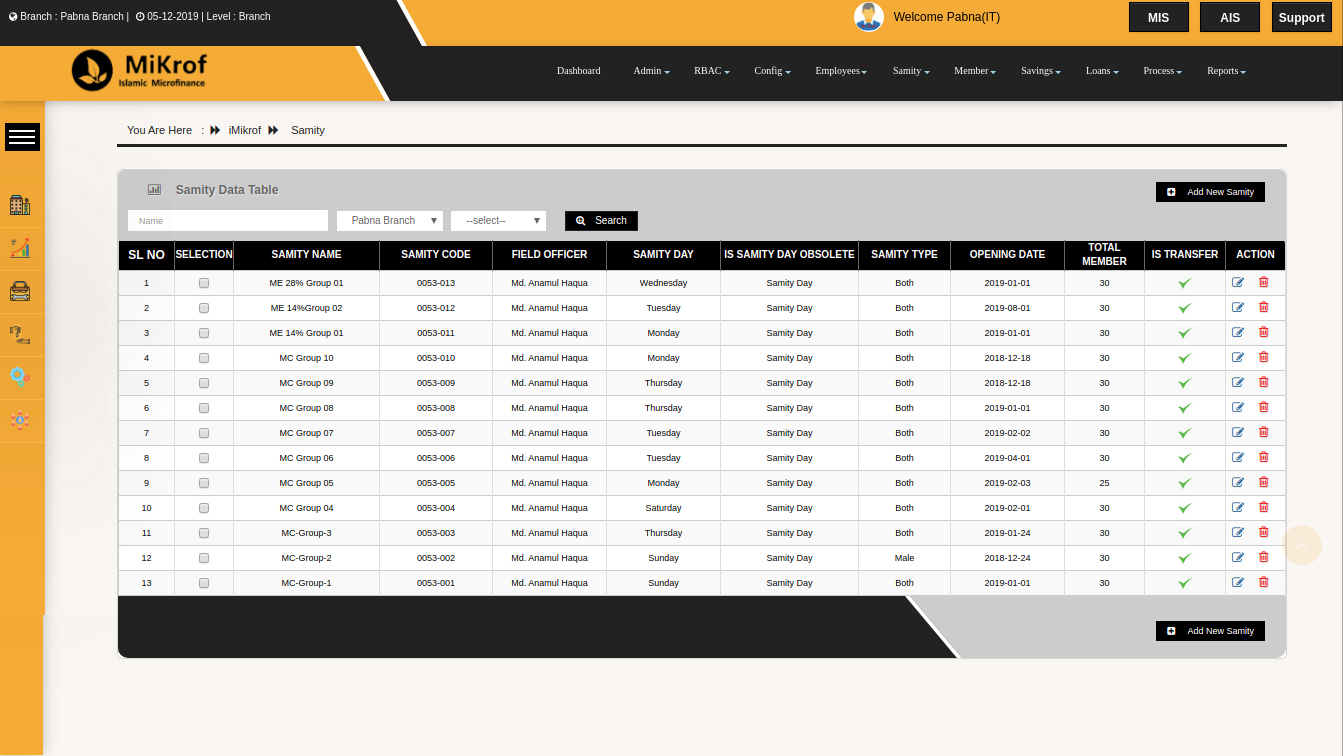 Branch : Pabna Branch | 05-12-2019 | Level : Branch
Welcome Pabna(IT)
MIS AIS Support
MiKrof
Islamic Microfinance
Dashboard Admin RBAC Config Employees Samity Member Savings Loans Process Reports
You Are Here : iMikrof Samity
Samity Data Table
Add New Samity
Name Pabna Branch --select-- Search
SL NO SELECTION SAMITY NAME SAMITY CODE FIELD OFFICER SAMITY DAY IS SAMITY DAY OBSOLETE SAMITY TYPE OPENING DATE TOTAL MEMBER IS TRANSFER ACTION
1 ME 28% Group 01 0053-013 Md. Anamul Haqua Wednesday Samity Day Both 2019-01-01 30
2 ME 14%Group 02 0053-012 Md. Anamul Haqua Tuesday Samity Day Both 2019-08-01 30
3 ME 14% Group 01 0053-011 Md. Anamul Haqua Monday Samity Day Both 2019-01-01 30
4 MC Group 10 0053-010 Md. Anamul Haqua Monday Samity Day Both 2018-12-18 30
5 MC Group 09 0053-009 Md. Anamul Haqua Thursday Samity Day Both 2018-12-18 30
6 MC Group 08 0053-008 Md. Anamul Haqua Thursday Samity Day Both 2019-01-01 30
7 MC Group 07 0053-007 Md. Anamul Haqua Tuesday Samity Day Both 2019-02-02 30
8 MC Group 06 0053-006 Md. Anamul Haqua Tuesday Samity Day Both 2019-04-01 30
9 MC Group 05 0053-005 Md. Anamul Haqua Monday Samity Day Both 2019-02-03 25
10 MC Group 04 0053-004 Md. Anamul Haqua Saturday Samity Day Both 2019-02-01 30
11 MC-Group-3 0053-003 Md. Anamul Haqua Thursday Samity Day Both 2019-01-24 30
12 MC-Group-2 0053-002 Md. Anamul Haqua Sunday Samity Day Male 2018-12-24 30
13 MC-Group-1 0053-001 Md. Anamul Haqua Sunday Samity Day Both 2019-01-01 30
Add New Samity